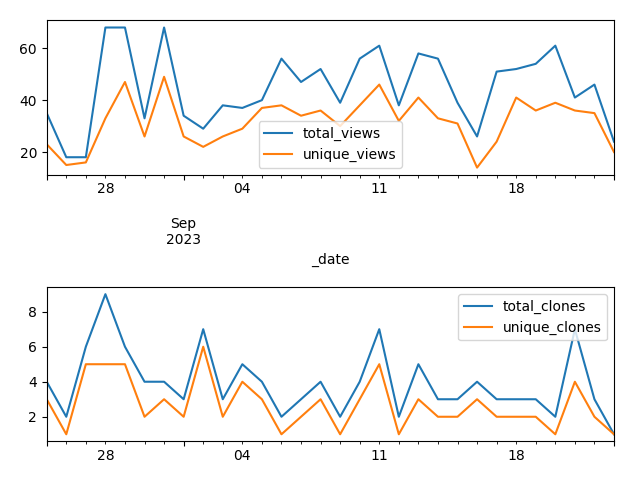 60
40
20
total_views
unique_views
28 04 11 18
Sep
2023
_date
8
6
4
2
total_clones
unique_clones
28 04 11 18